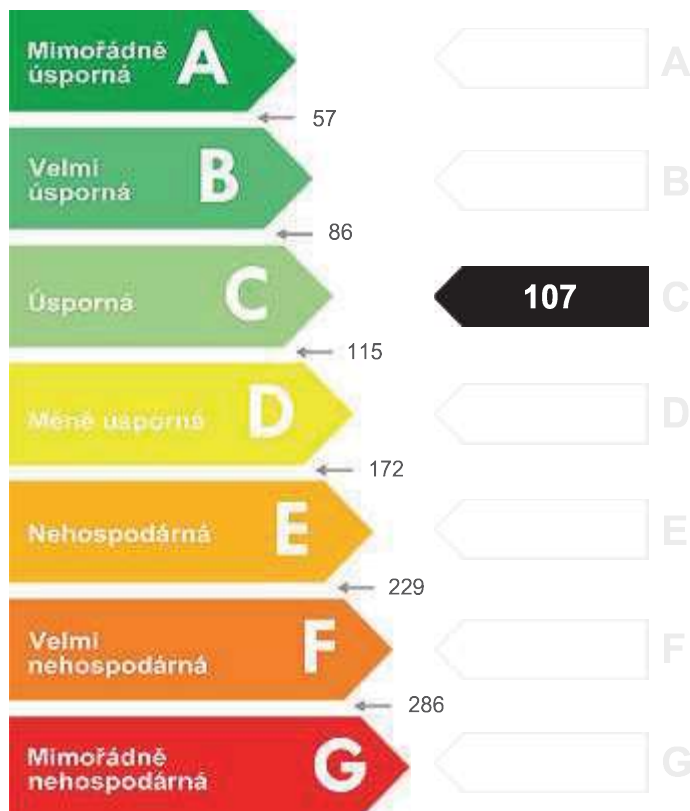 Mimořádně
úsporná
A
A
57
Velmi
úsporná
B
B
86
Úsporná
C
107
C
115
Méně úsporná
D
D
172
Nehospodárná
E
E
229
Velmi
nehospodárná
F
F
286
Mimořádně
nehospodárná
G
G